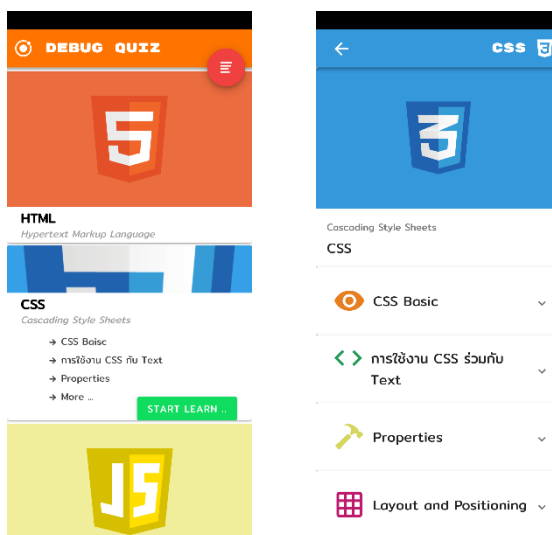 DEBUG QUIZ
HTML
Hypertext Markup Language
CSS
Cascading Style Sheets
→ CSS Baisc
→ การใช้งาน CSS กับ Text
→ Properties
→ More ...
START LEARN ..
JS
CSS
Cascading Style Sheets
CSS
CSS Basic
การใช้งาน CSS ร่วมกับ
Text
Properties
Layout and Positioning